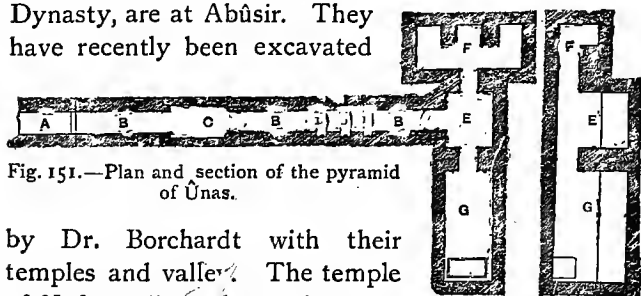 Dynasty, are at Abûsir. They
have recently been excavated
F
F
A B C B B E
E
G
G
Fig. 151.—Plan and section of the pyramid
of Ûnas.
by Dr. Borchardt with their
temples and The temple